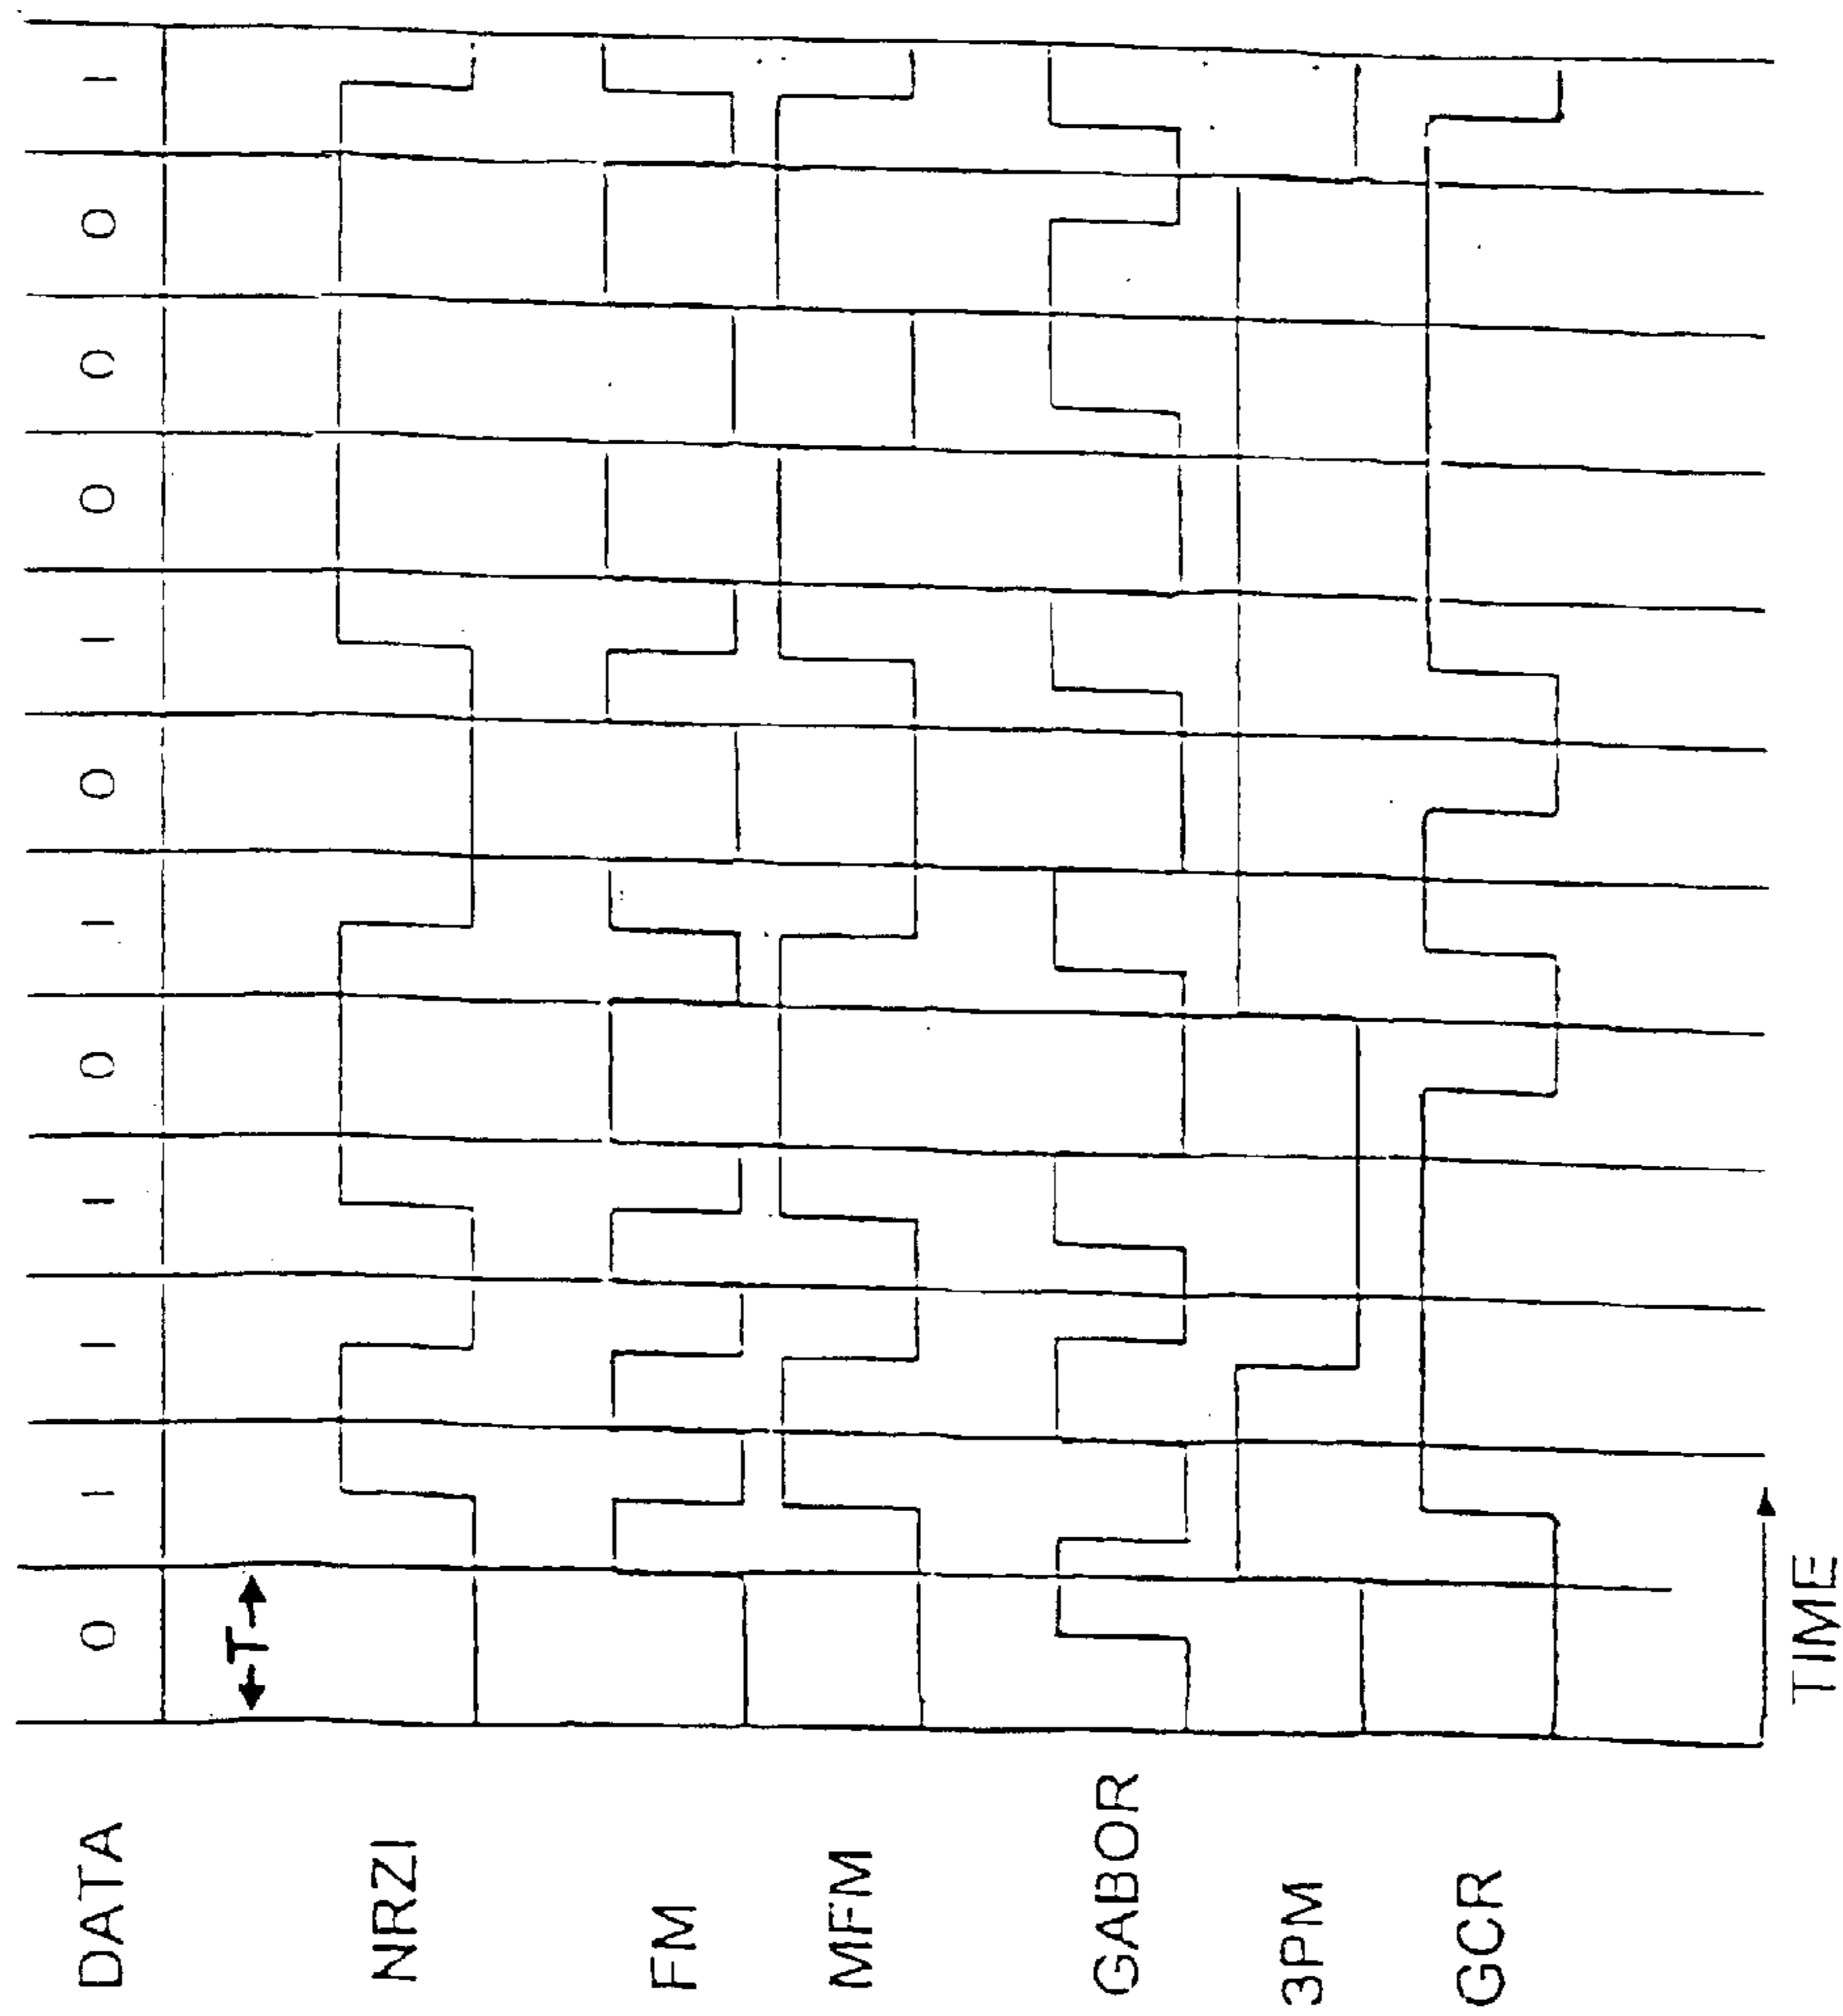 DATA 0 1 1 1 0 1 0 1 0 0 0 1
T
NRZI
FM
MFM
GABOR
3PM
GCR
TIME